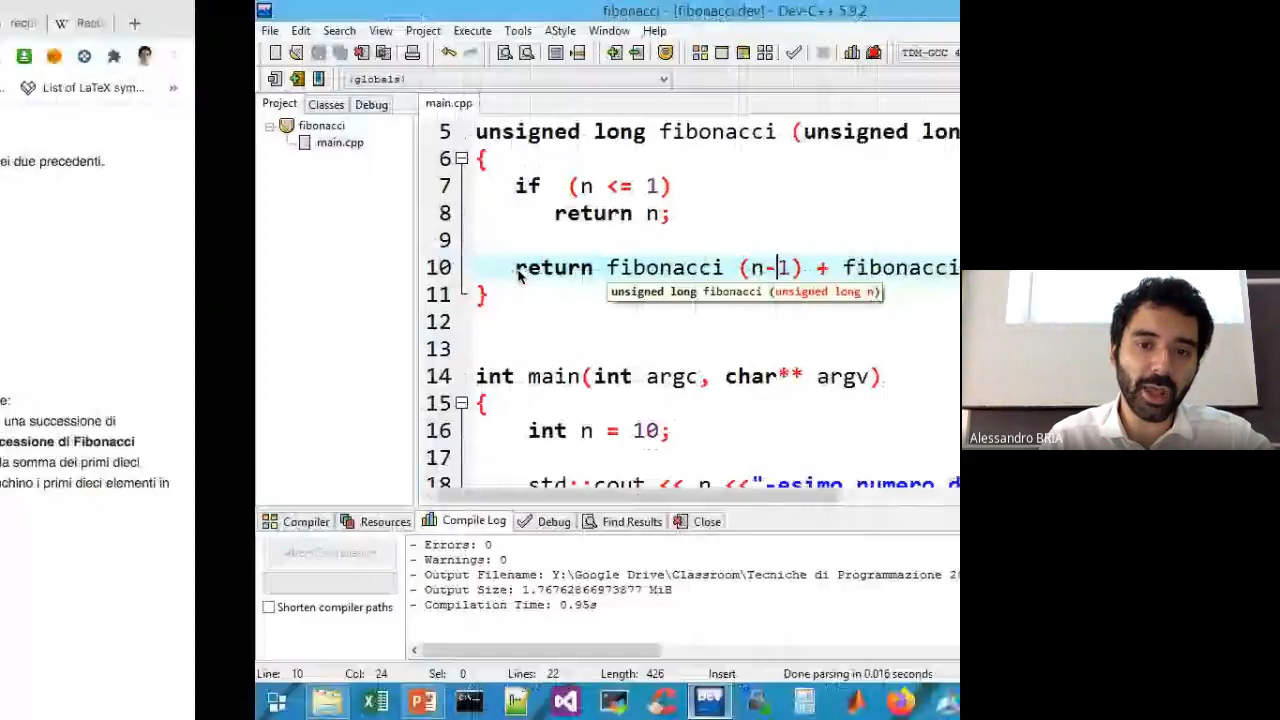 List of LaTeX sym...
ei due precedenti.
e:
una successione di
cessione di Fibonacci
la somma dei primi dieci
chino i primi dieci elementi in
fibonacci - [fibonacci.dev] - Dev-C++ 5.9.2
File Edit Search View Project Execute Tools AStyle Window Help
TDM-GCC 4
(globals)
Project Classes Debug
fibonacci
main.cpp
main.cpp
5 unsigned long fibonacci (unsigned lon
6 {
7 if (n <= 1)
8 return n;
9
10 return fibonacci (n-1) + fibonacci
unsigned long fibonacci (unsigned long n)
11 }
12
13
14 int main(int argc, char** argv)
15 {
16 int n = 10;
17
18 std::cout << n <<"-esimo numero d
Compiler Resources Compile Log Debug Find Results Close
Shorten compiler paths
- Errors: 0
- Warnings: 0
- Output Filename: Y:\Google Drive\Classroom\Tecniche di Programmazione 20
- Output Size: 1.76762866973877 MiB
- Compilation Time: 0.95s
Line: 10 Col: 24 Sel: 0 Lines: 22 Length: 426 Insert Done parsing in 0.016 seconds
DEV
Alessandro BRIA